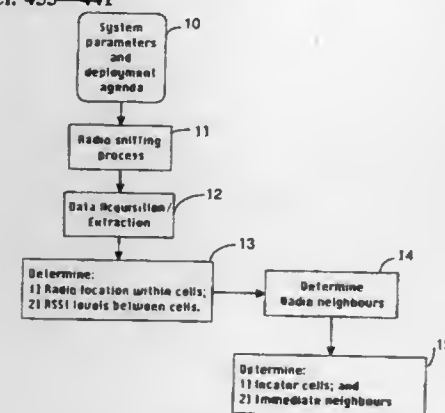 10
System
parameters
and
deployment
agenda
11
Radio sniffing
process
12
Data Acquisition/
Extraction
13
Determine:
1) Radio location within cells;
2) RSSI levels between cells.
14
Determine
Radio neighbours
Determine:
1) locator cells; and
2) Immediate neighbours